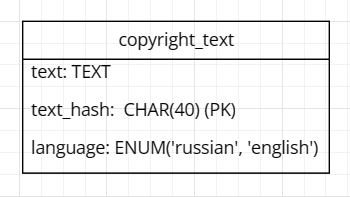 copyright_text
text: TEXT
text_hash: CHAR(40) (PK)
language: ENUM('russian', 'english')